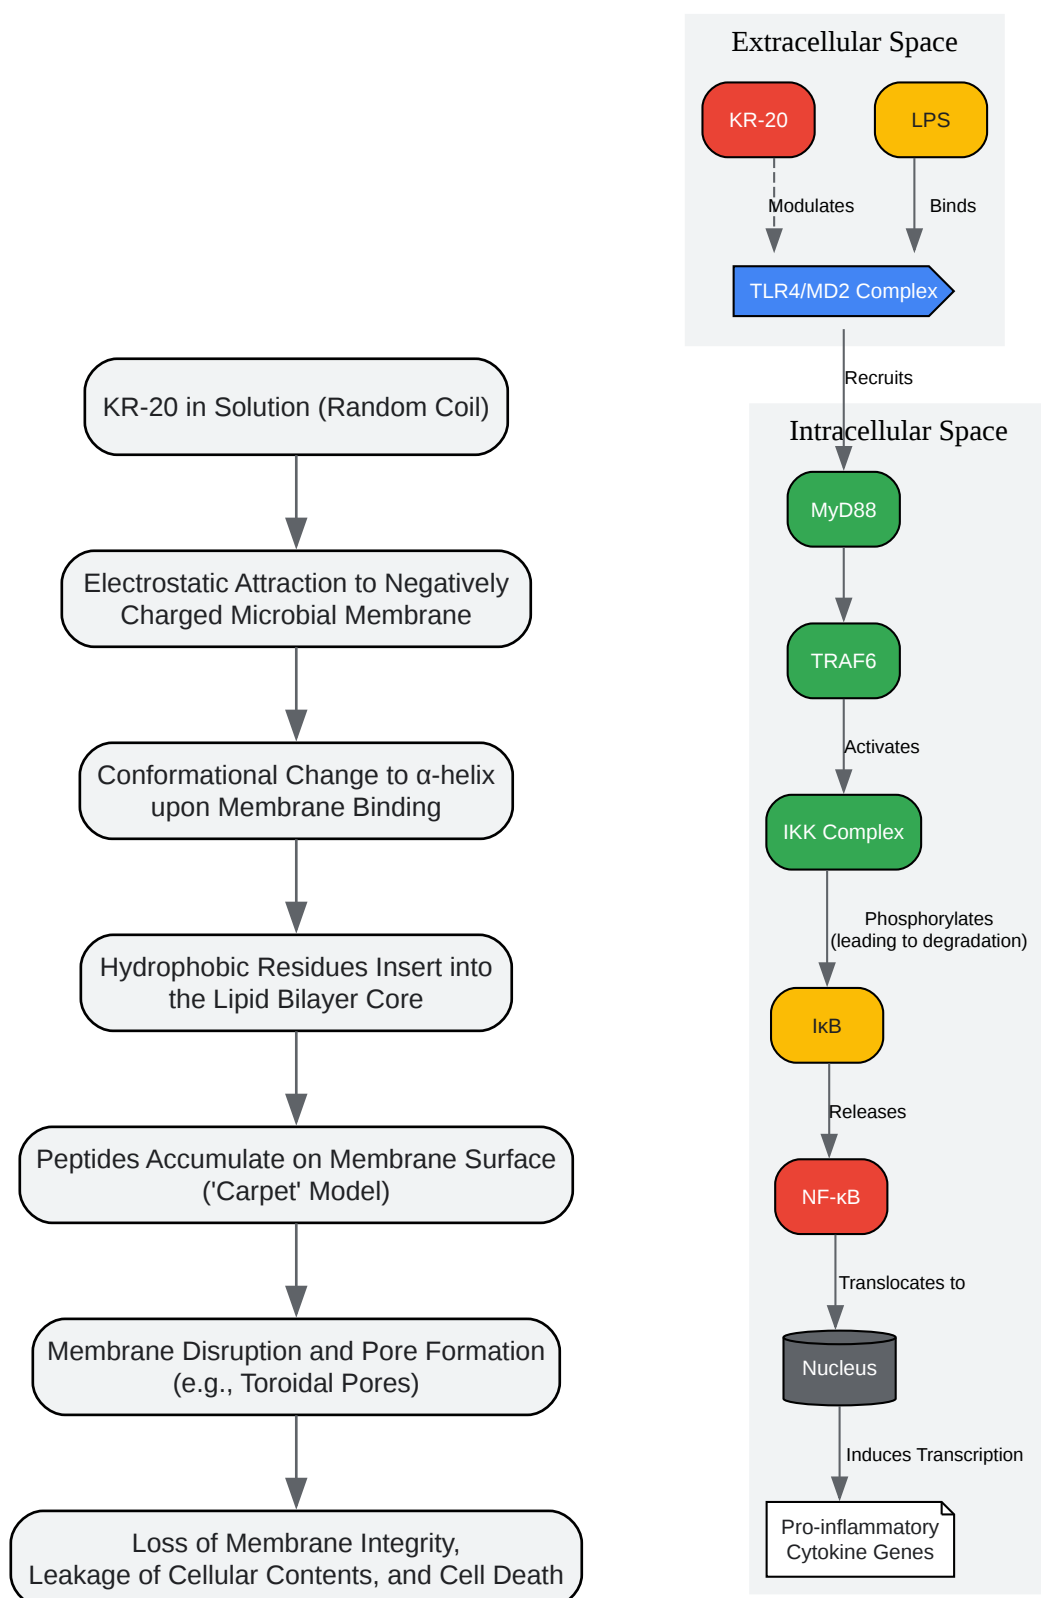 KR-20 in Solution (Random Coil)
Electrostatic Attraction to Negatively
Charged Microbial Membrane
Conformational Change to α-helix
upon Membrane Binding
Hydrophobic Residues Insert into
the Lipid Bilayer Core
Peptides Accumulate on Membrane Surface
('Carpet' Model)
Membrane Disruption and Pore Formation
(e.g., Toroidal Pores)
Loss of Membrane Integrity,
Leakage of Cellular Contents, and Cell Death
Extracellular Space
KR-20
LPS
Modulates
Binds
TLR4/MD2 Complex
Recruits
Intracellular Space
MyD88
TRAF6
Activates
IKK Complex
Phosphorylates
(leading to degradation)
IκB
Releases
NF-κB
Translocates to
Nucleus
Induces Transcription
Pro-inflammatory
Cytokine Genes